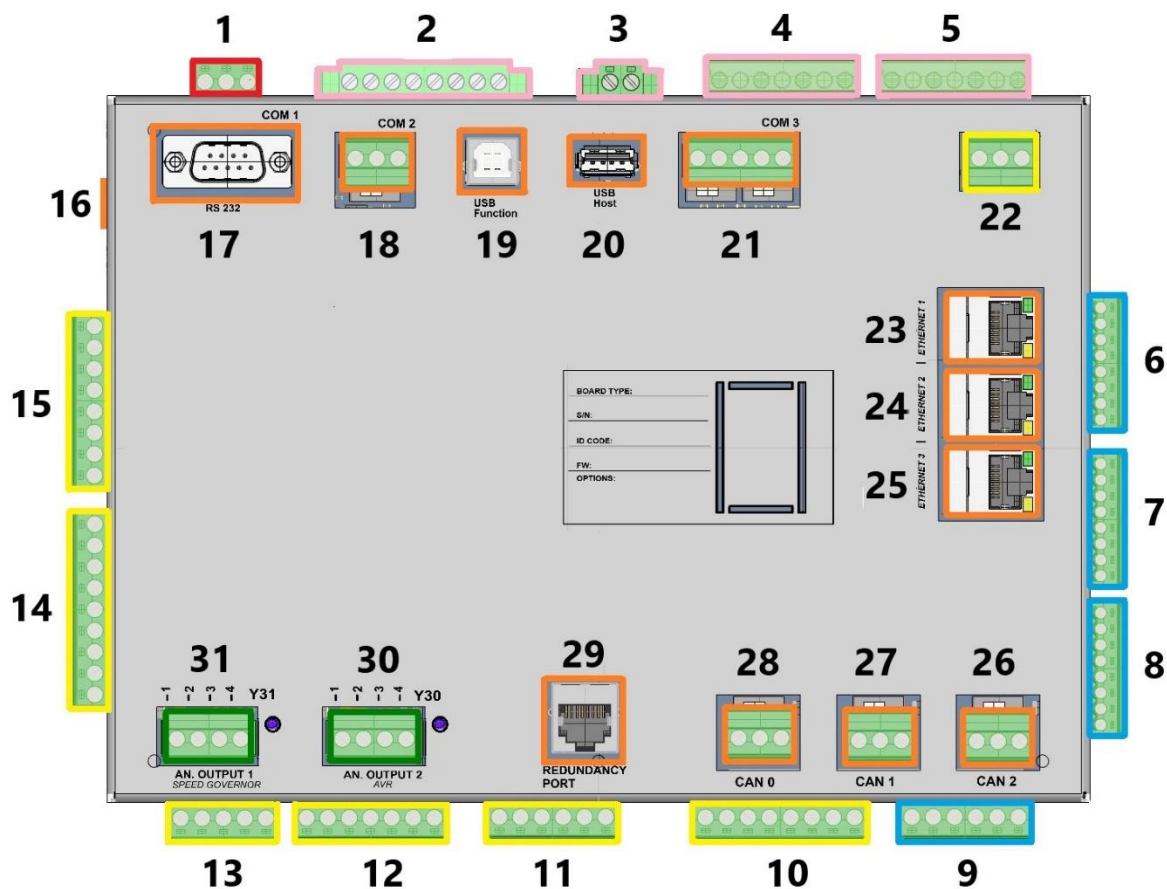 1 2 3 4 5
COM 1
COM 2
COM 3
16
RS 232
USB
Function
USB
Host
17 18 19 20 21 22
23 ETHERNET 1
6
24 ETHERNET 2
15
BOARD TYPE:
S/N:
ID CODE:
FW:
OPTIONS:
25 ETHERNET 3
7
14
8
31 30 29 28 27 26
1 2 3 4 Y31
1 2 3 4 Y30
AN. OUTPUT 1
SPEED GOVERNOR
AN. OUTPUT 2
AVR
REDUNDANCY
PORT
CAN 0
CAN 1
CAN 2
13 12 11 10 9